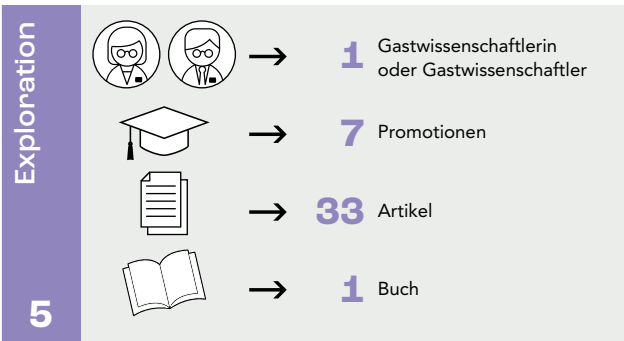 Exploration
5
→ 1 Gastwissenschaftlerin
oder Gastwissenschaftler
→ 7 Promotionen
→ 33 Artikel
→ 1 Buch